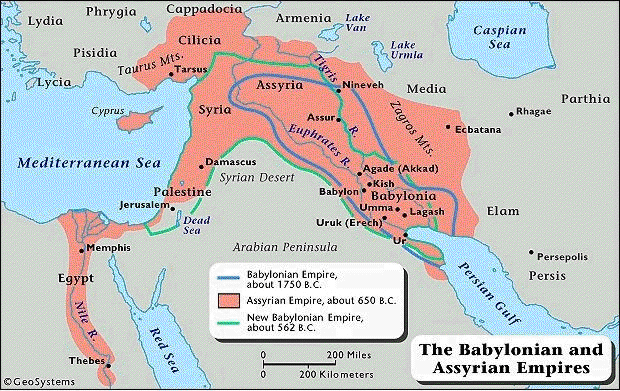 Cappadocia
Lydia
Phrygia
Armenia
Lake
Van
Caspian
Sea
Cilicia
Pisidia
Lake
Urmia
Taurus Mts.
Tarsus
Tigris
Lycia
Assyria
Nineveh
Media
Parthia
Cyprus
Syria
Assur
R.
Zagros Mts.
Rhagae
Ecbatana
Euphrates R.
Mediterranean Sea
Damascus
Syrian Desert
Agade (Akkad)
Kish
Palestine
Babylon
Babylonia
Jerusalem
Umma
Lagash
Elam
Dead
Sea
Uruk (Erech)
Ur
Memphis
Arabian Peninsula
Persepolis
Egypt
Persis
Persian Gulf
Nile R.
Red Sea
Thebes
Babylonian Empire,
about 1750 B.C.
Assyrian Empire, about 650 B.C.
New Babylonian Empire,
about 562 B.C.
0 200 Miles
0 200 Kilometers
The Babylonian and
Assyrian Empires
©GeoSystems